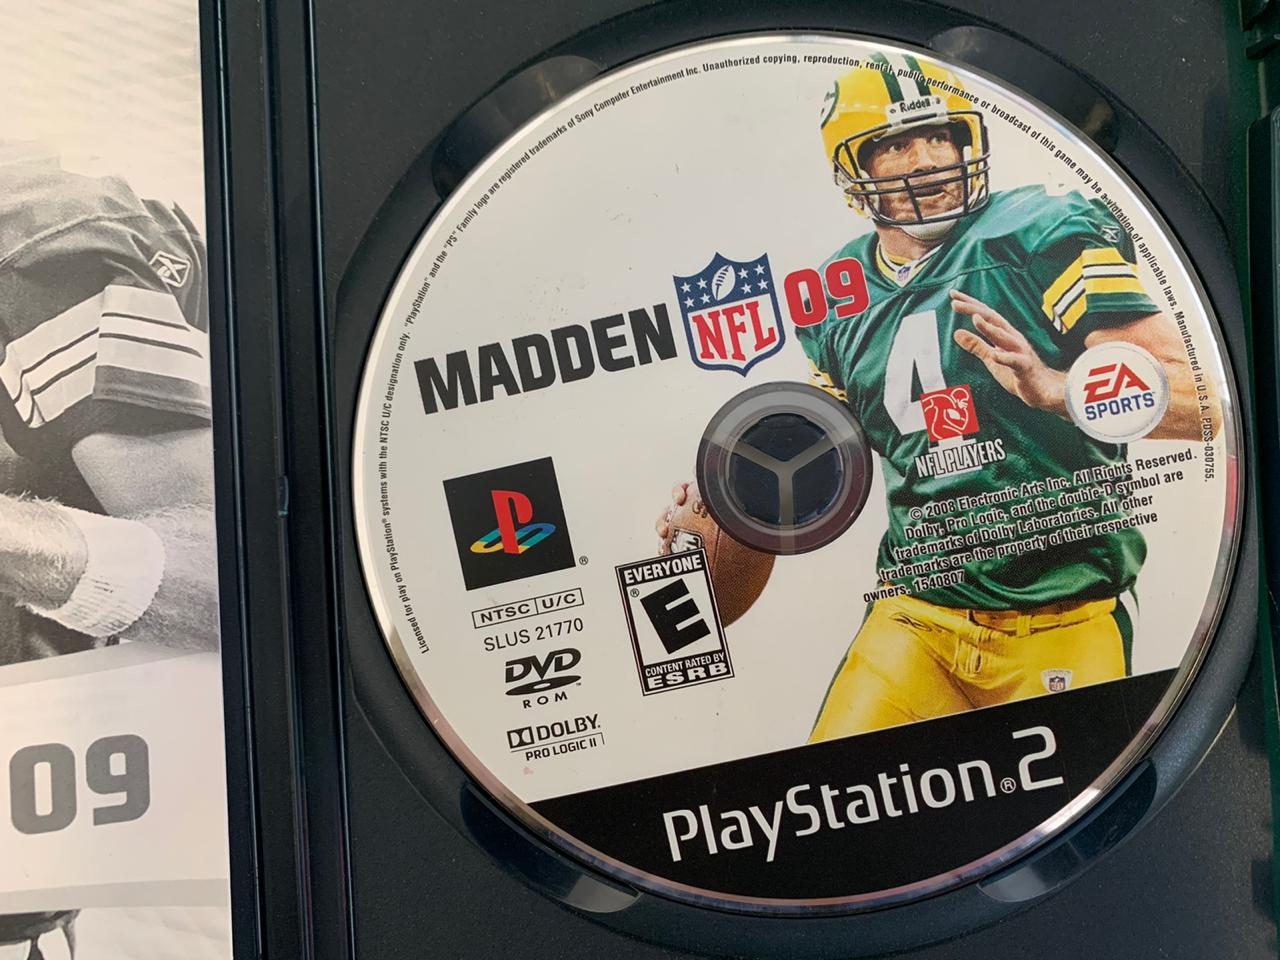 "PlayStation" and the "PS" Family logo are registered trademarks of Sony Computer Entertainment Inc. Unauthorized copying, reproduction, rental, public performance or broadcast of this game may be a violation of applicable laws. Manufactured in U.S.A. PDSS-030755.
Licensed for play on PlayStation® systems with the NTSC U/C designation only.
Riddell
MADDEN NFL 09
4
EA
SPORTS™
NFL PLAYERS
© 2008 Electronic Arts Inc. All Rights Reserved.
Dolby, Pro Logic, and the double-D symbol are
trademarks of Dolby Laboratories. All other
trademarks are the property of their respective
owners. 1540807
®
NTSC U/C
SLUS 21770
DVD™
ROM
DOLBY.
PRO LOGIC II
EVERYONE
®
E
CONTENT RATED BY
ESRB
NFL
PlayStation®2
09